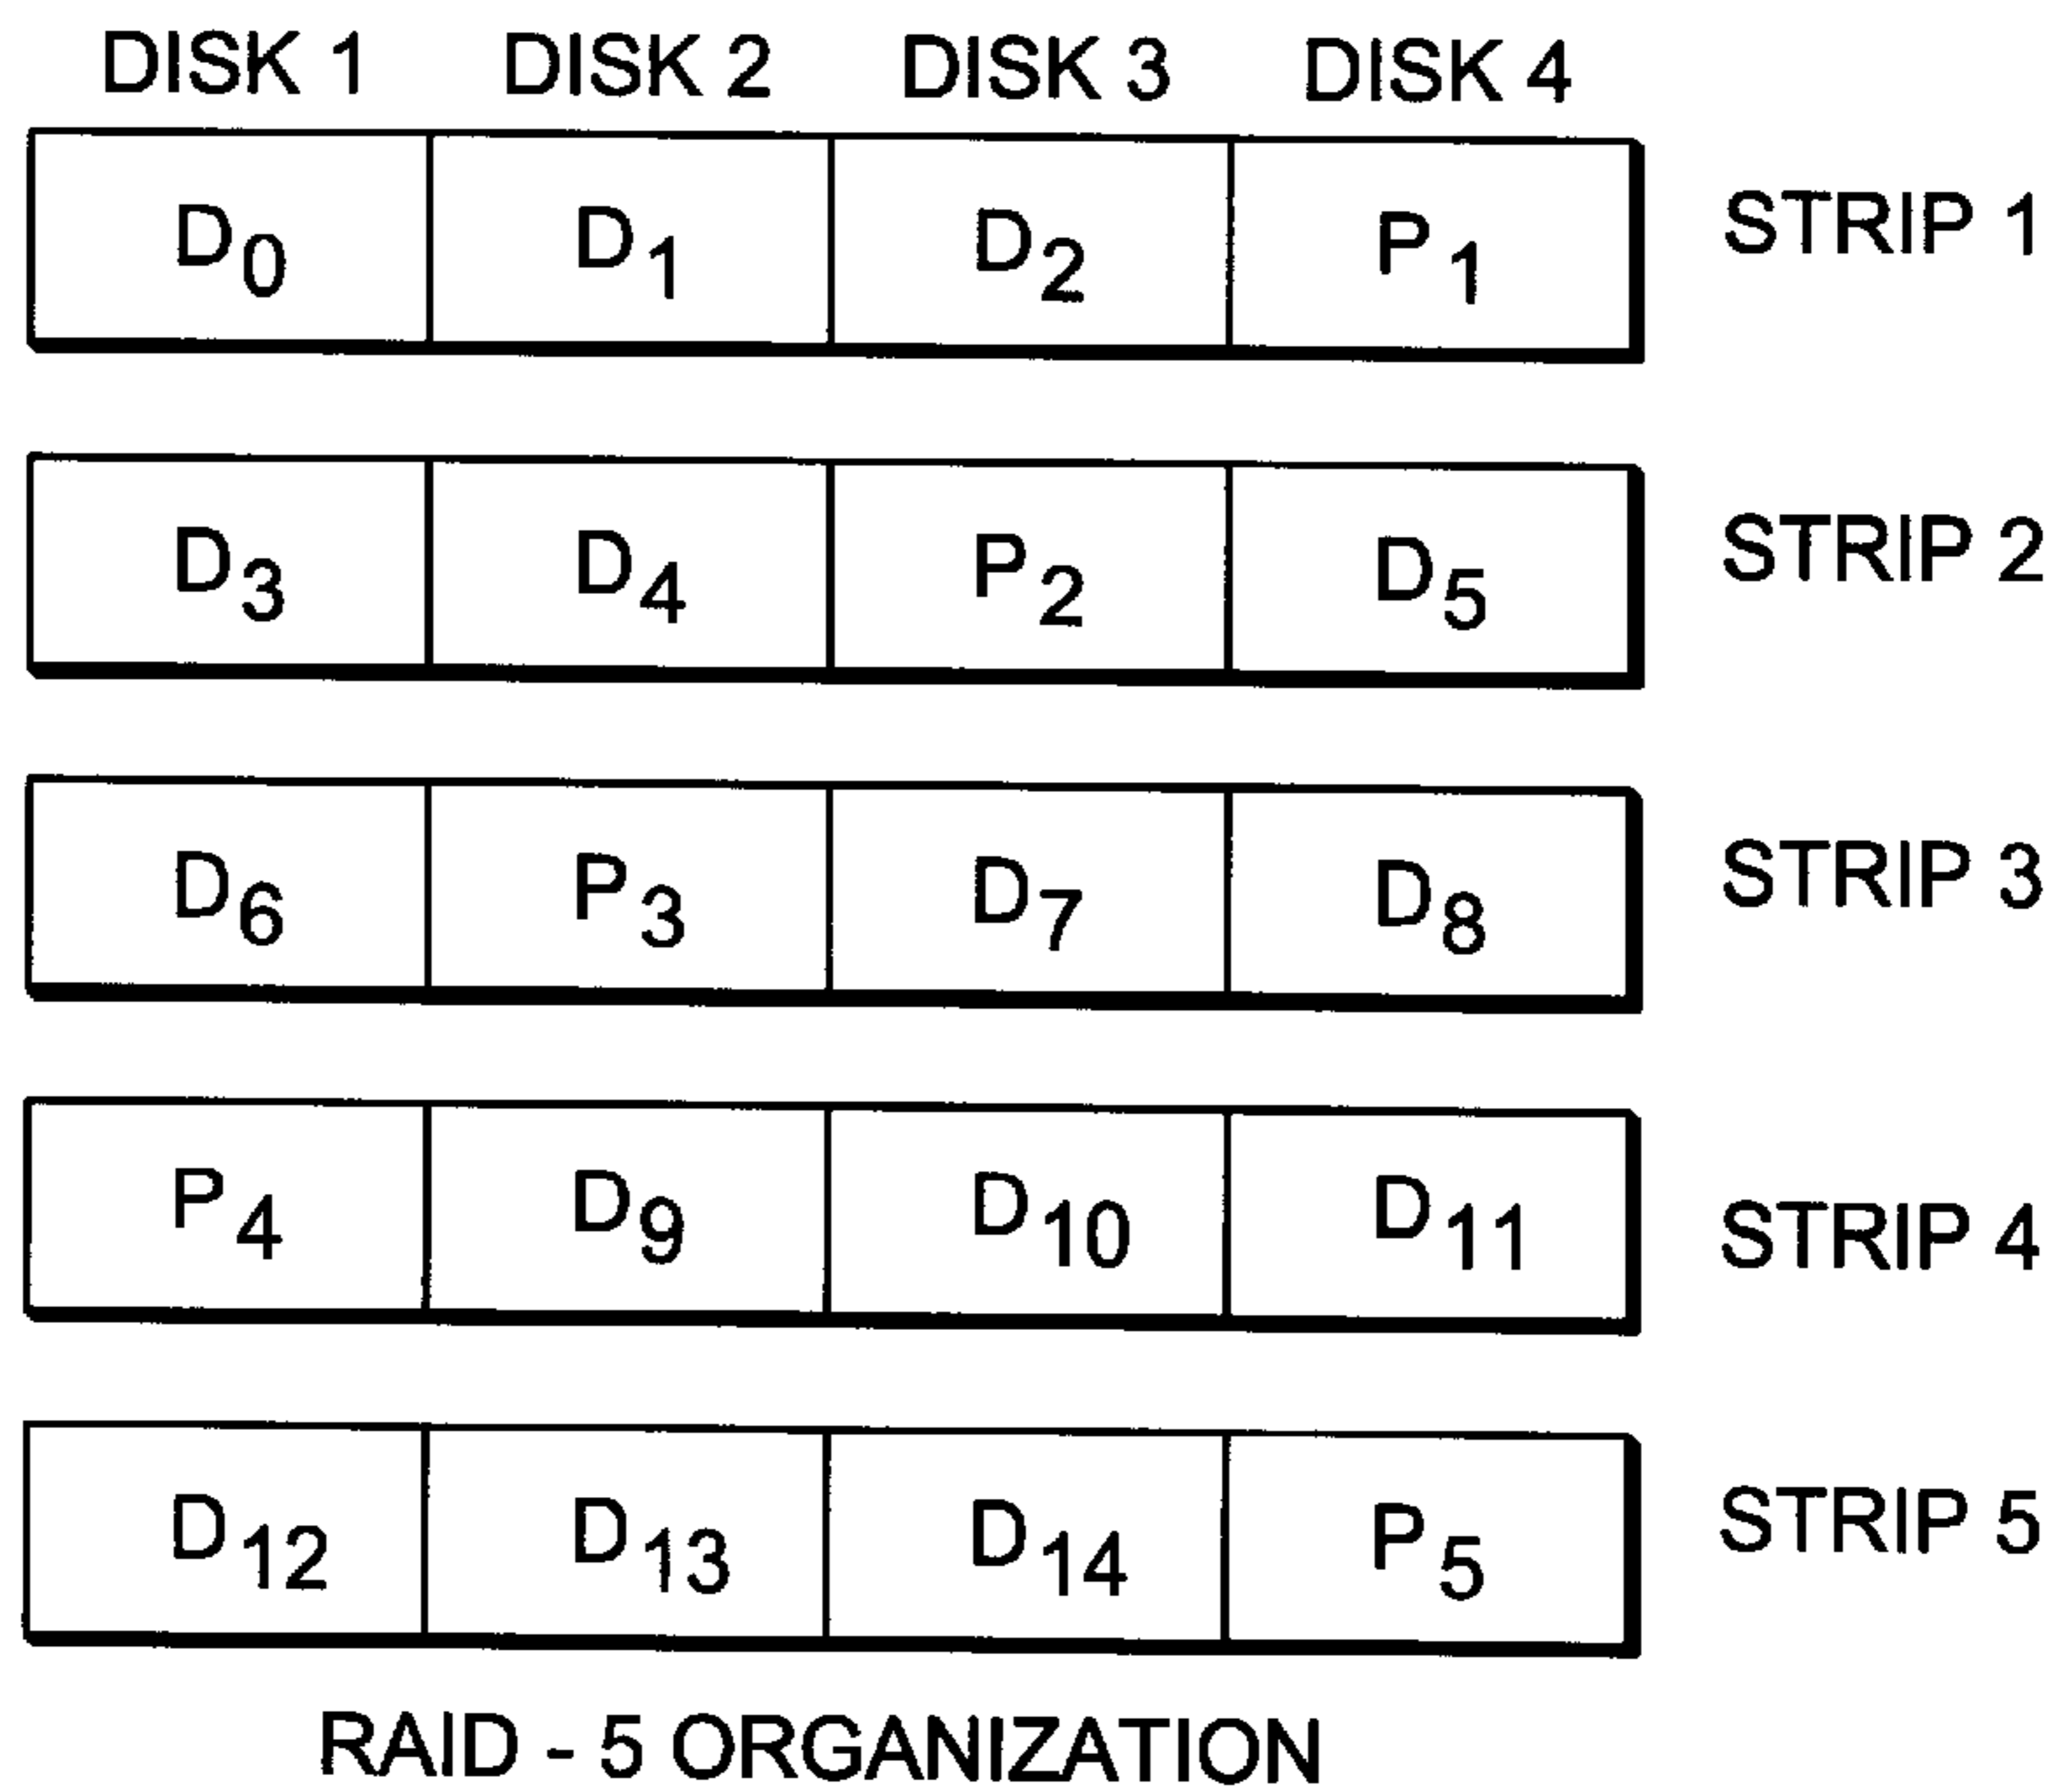 DISK 1 DISK 2 DISK 3 DISK 4
D0 D1 D2 P1 STRIP 1
D3 D4 P2 D5 STRIP 2
D6 P3 D7 D8 STRIP 3
P4 D9 D10 D11 STRIP 4
D12 D13 D14 P5 STRIP 5
RAID - 5 ORGANIZATION